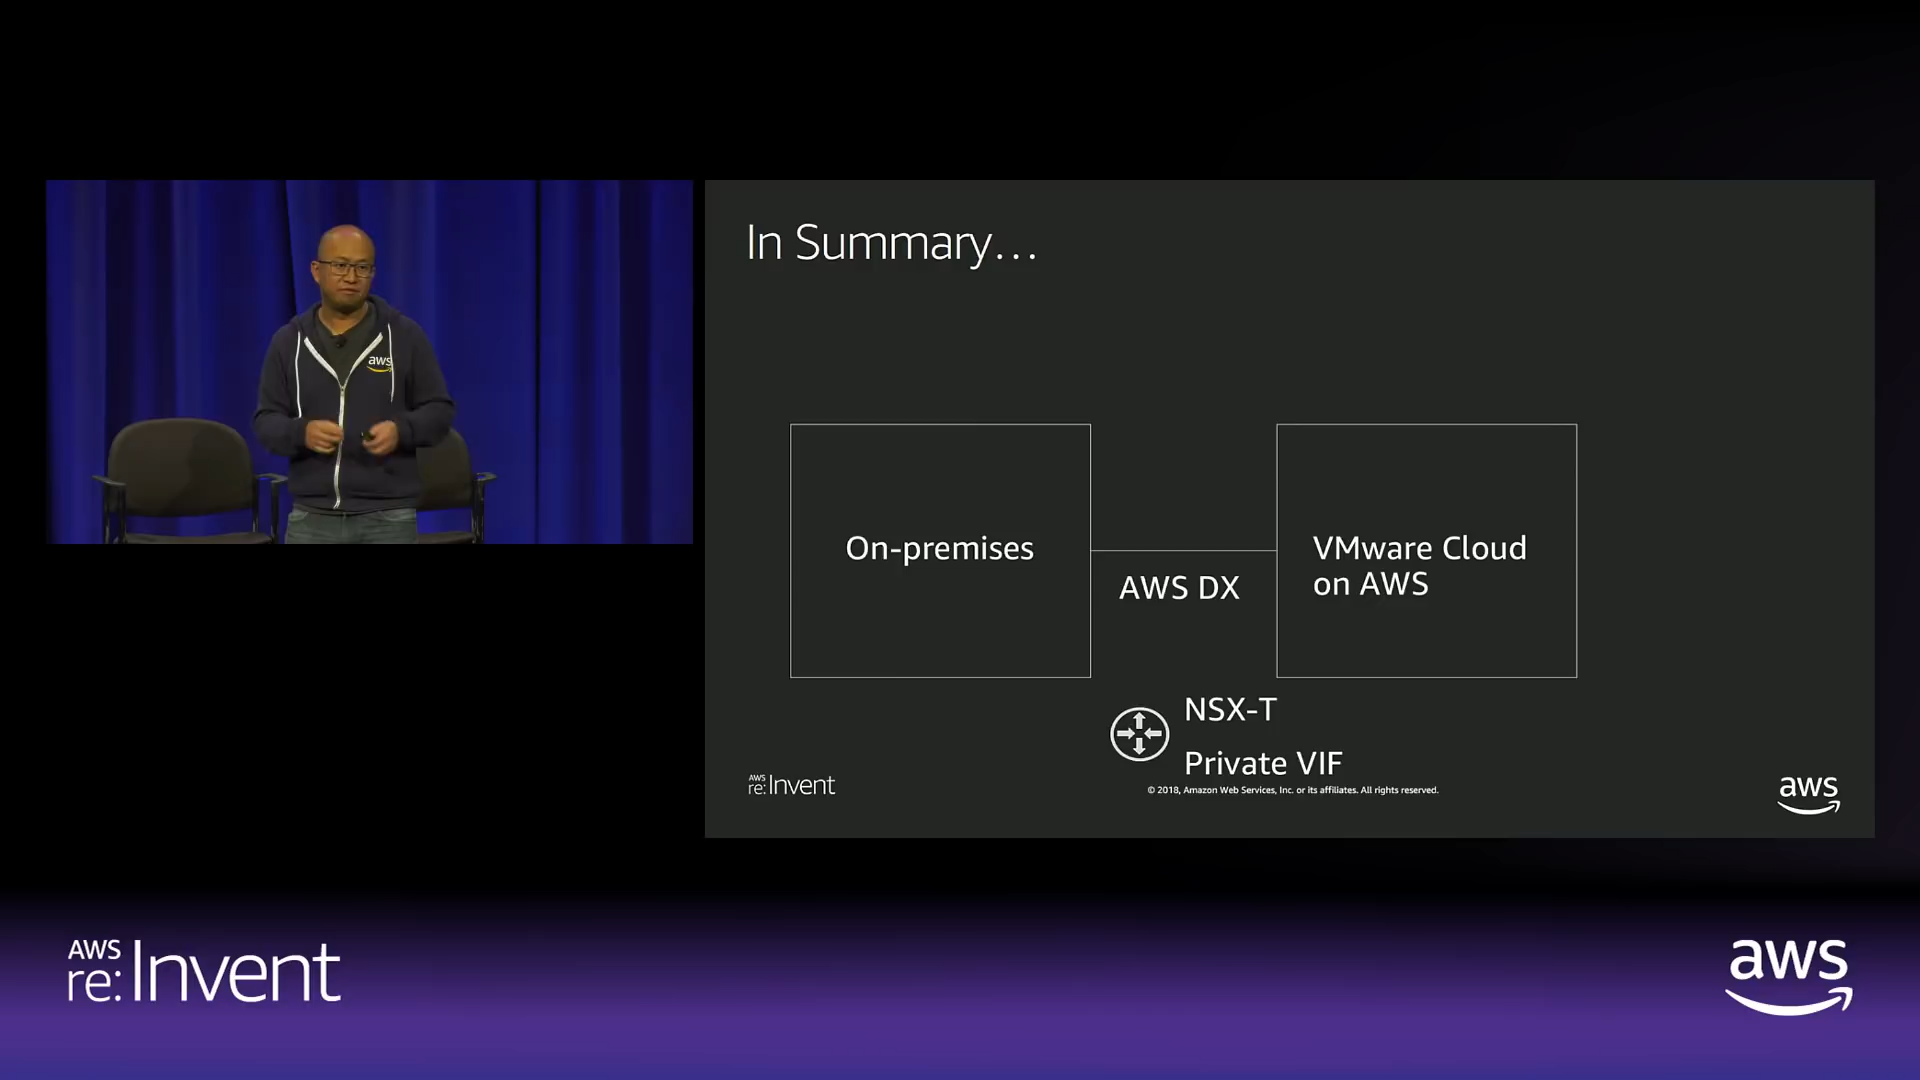 aws
In Summary...
On-premises
AWS DX
VMware Cloud
on AWS
NSX-T
Private VIF
© 2018, Amazon Web Services, Inc. or its affiliates. All rights reserved.
AWS
re:Invent
aws
AWS
re:Invent
aws